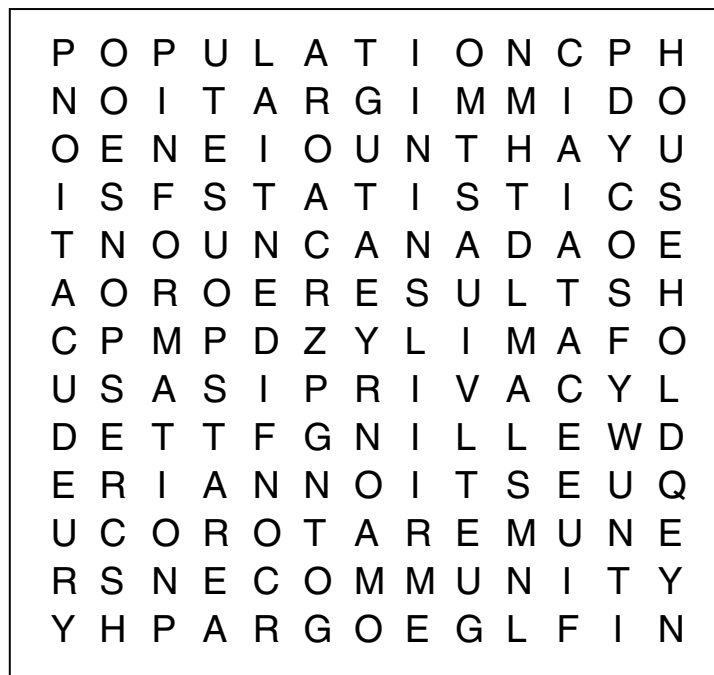 P O P U L A T I O N C P H
N O I T A R G I M M I D O
O E N E I O U N T H A Y U
I S F S T A T I S T I C S
T N O U N C A N A D A O E
A O R O E R E S U L T S H
C P M P D Z Y L I M A F O
U S A S I P R I V A C Y L
D E T T F G N I L L E W D
E R I A N N O I T S E U Q
U C O R O T A R E M U N E
R S N E C O M M U N I T Y
Y H P A R G O E G L F I N